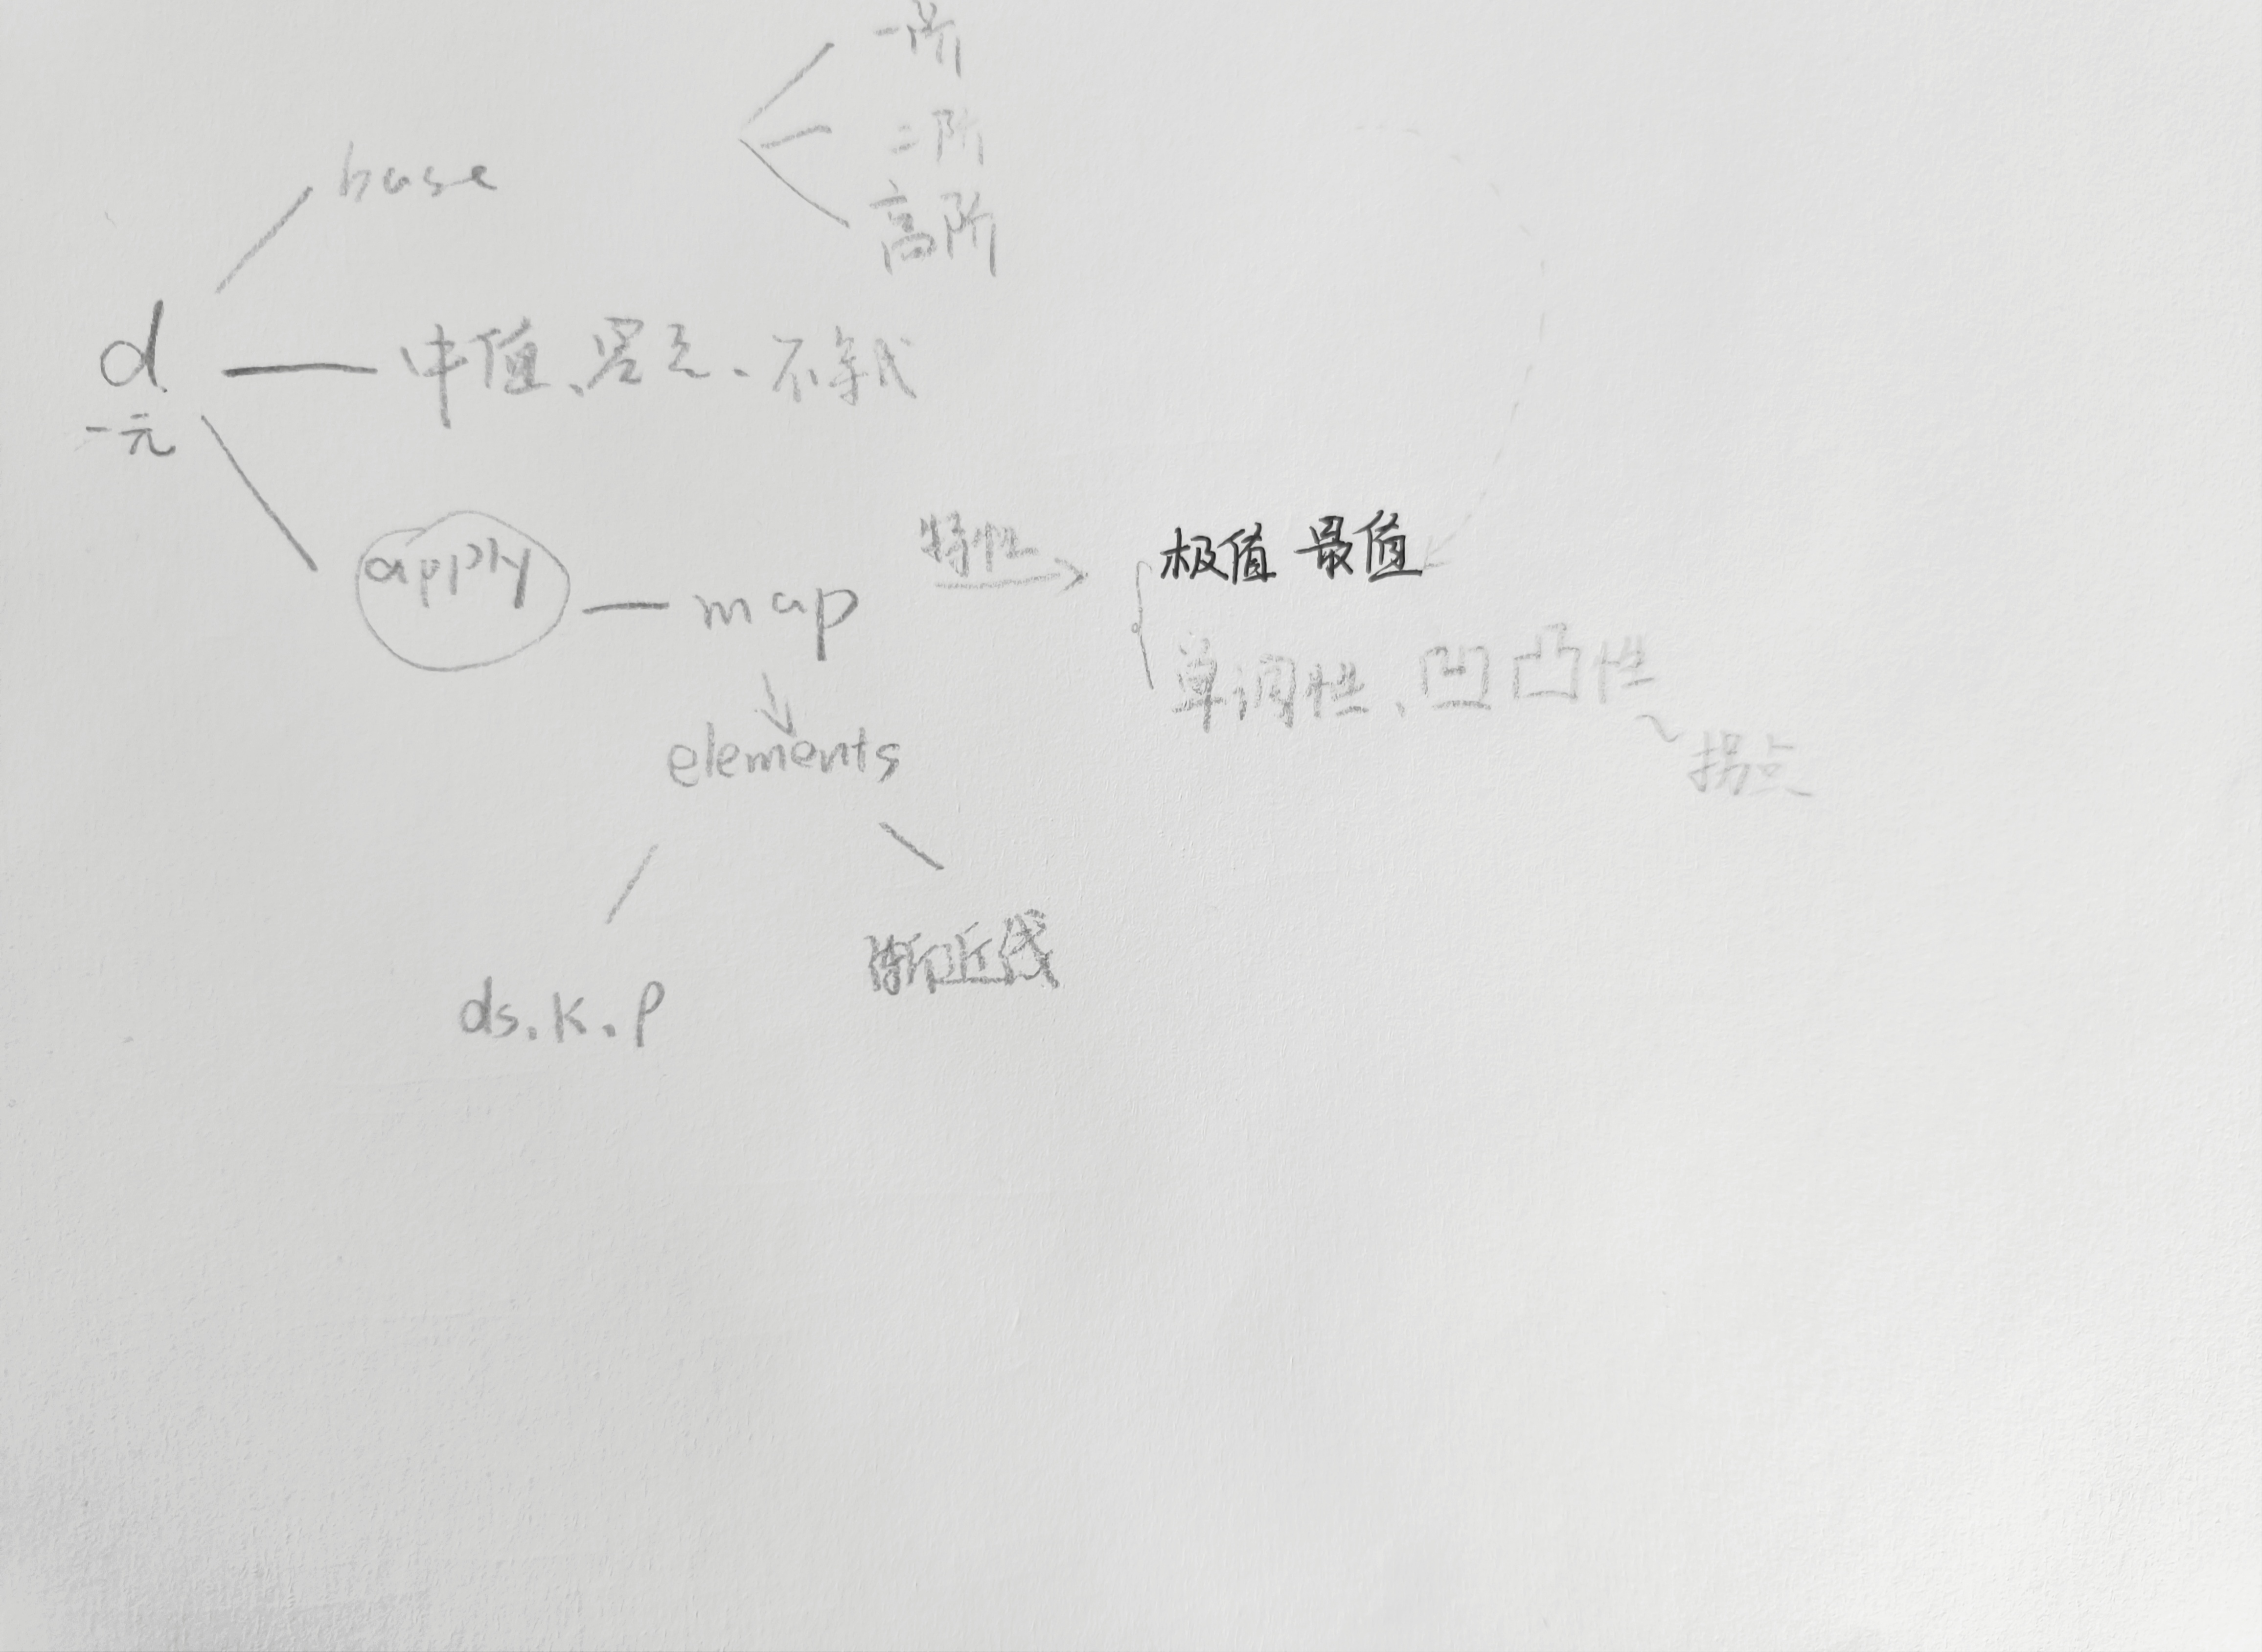 一阶
二阶
高阶
base
d
一元
中值、罗尔、不等式
apply
map
特性
极值 最值
单调性、凹凸性
拐点
elements
渐近线
ds.k.ρ